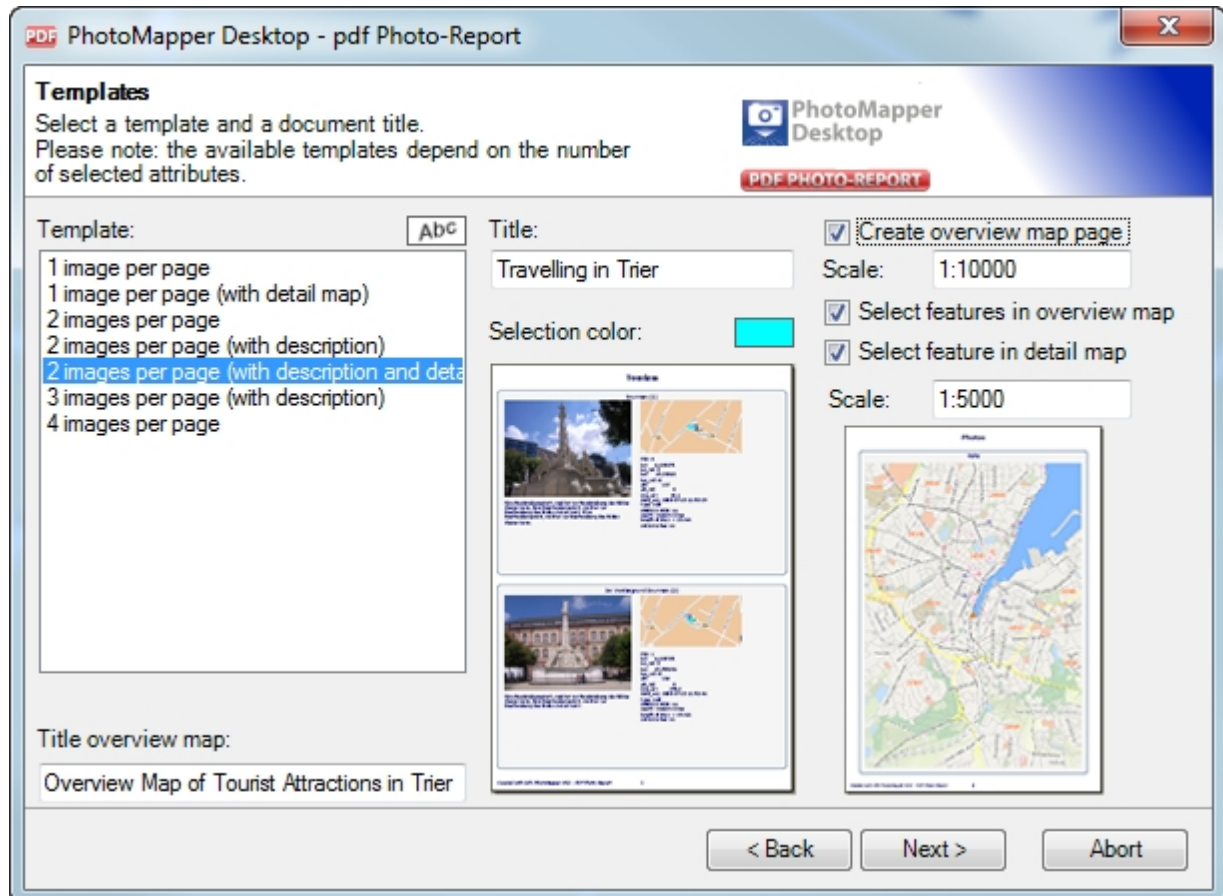 PDF PhotoMapper Desktop - pdf Photo-Report
Templates
Select a template and a document title.
Please note: the available templates depend on the number
of selected attributes.
PhotoMapper
Desktop
PDF PHOTO-REPORT
Template:
Abc
1 image per page
1 image per page (with detail map)
2 images per page
2 images per page (with description)
2 images per page (with description and deta
3 images per page (with description)
4 images per page
Title overview map:
Overview Map of Tourist Attractions in Trier
Title:
Travelling in Trier
Selection color:
Create overview map page
Scale: 1:10000
Select features in overview map
Select feature in detail map
Scale: 1:5000
Photos
< Back
Next >
Abort